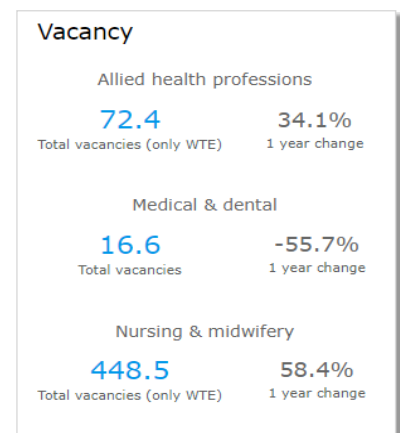 Vacancy
Allied health professions
72.4 34.1%
Total vacancies (only WTE) 1 year change
Medical & dental
16.6 -55.7%
Total vacancies 1 year change
Nursing & midwifery
448.5 58.4%
Total vacancies (only WTE) 1 year change